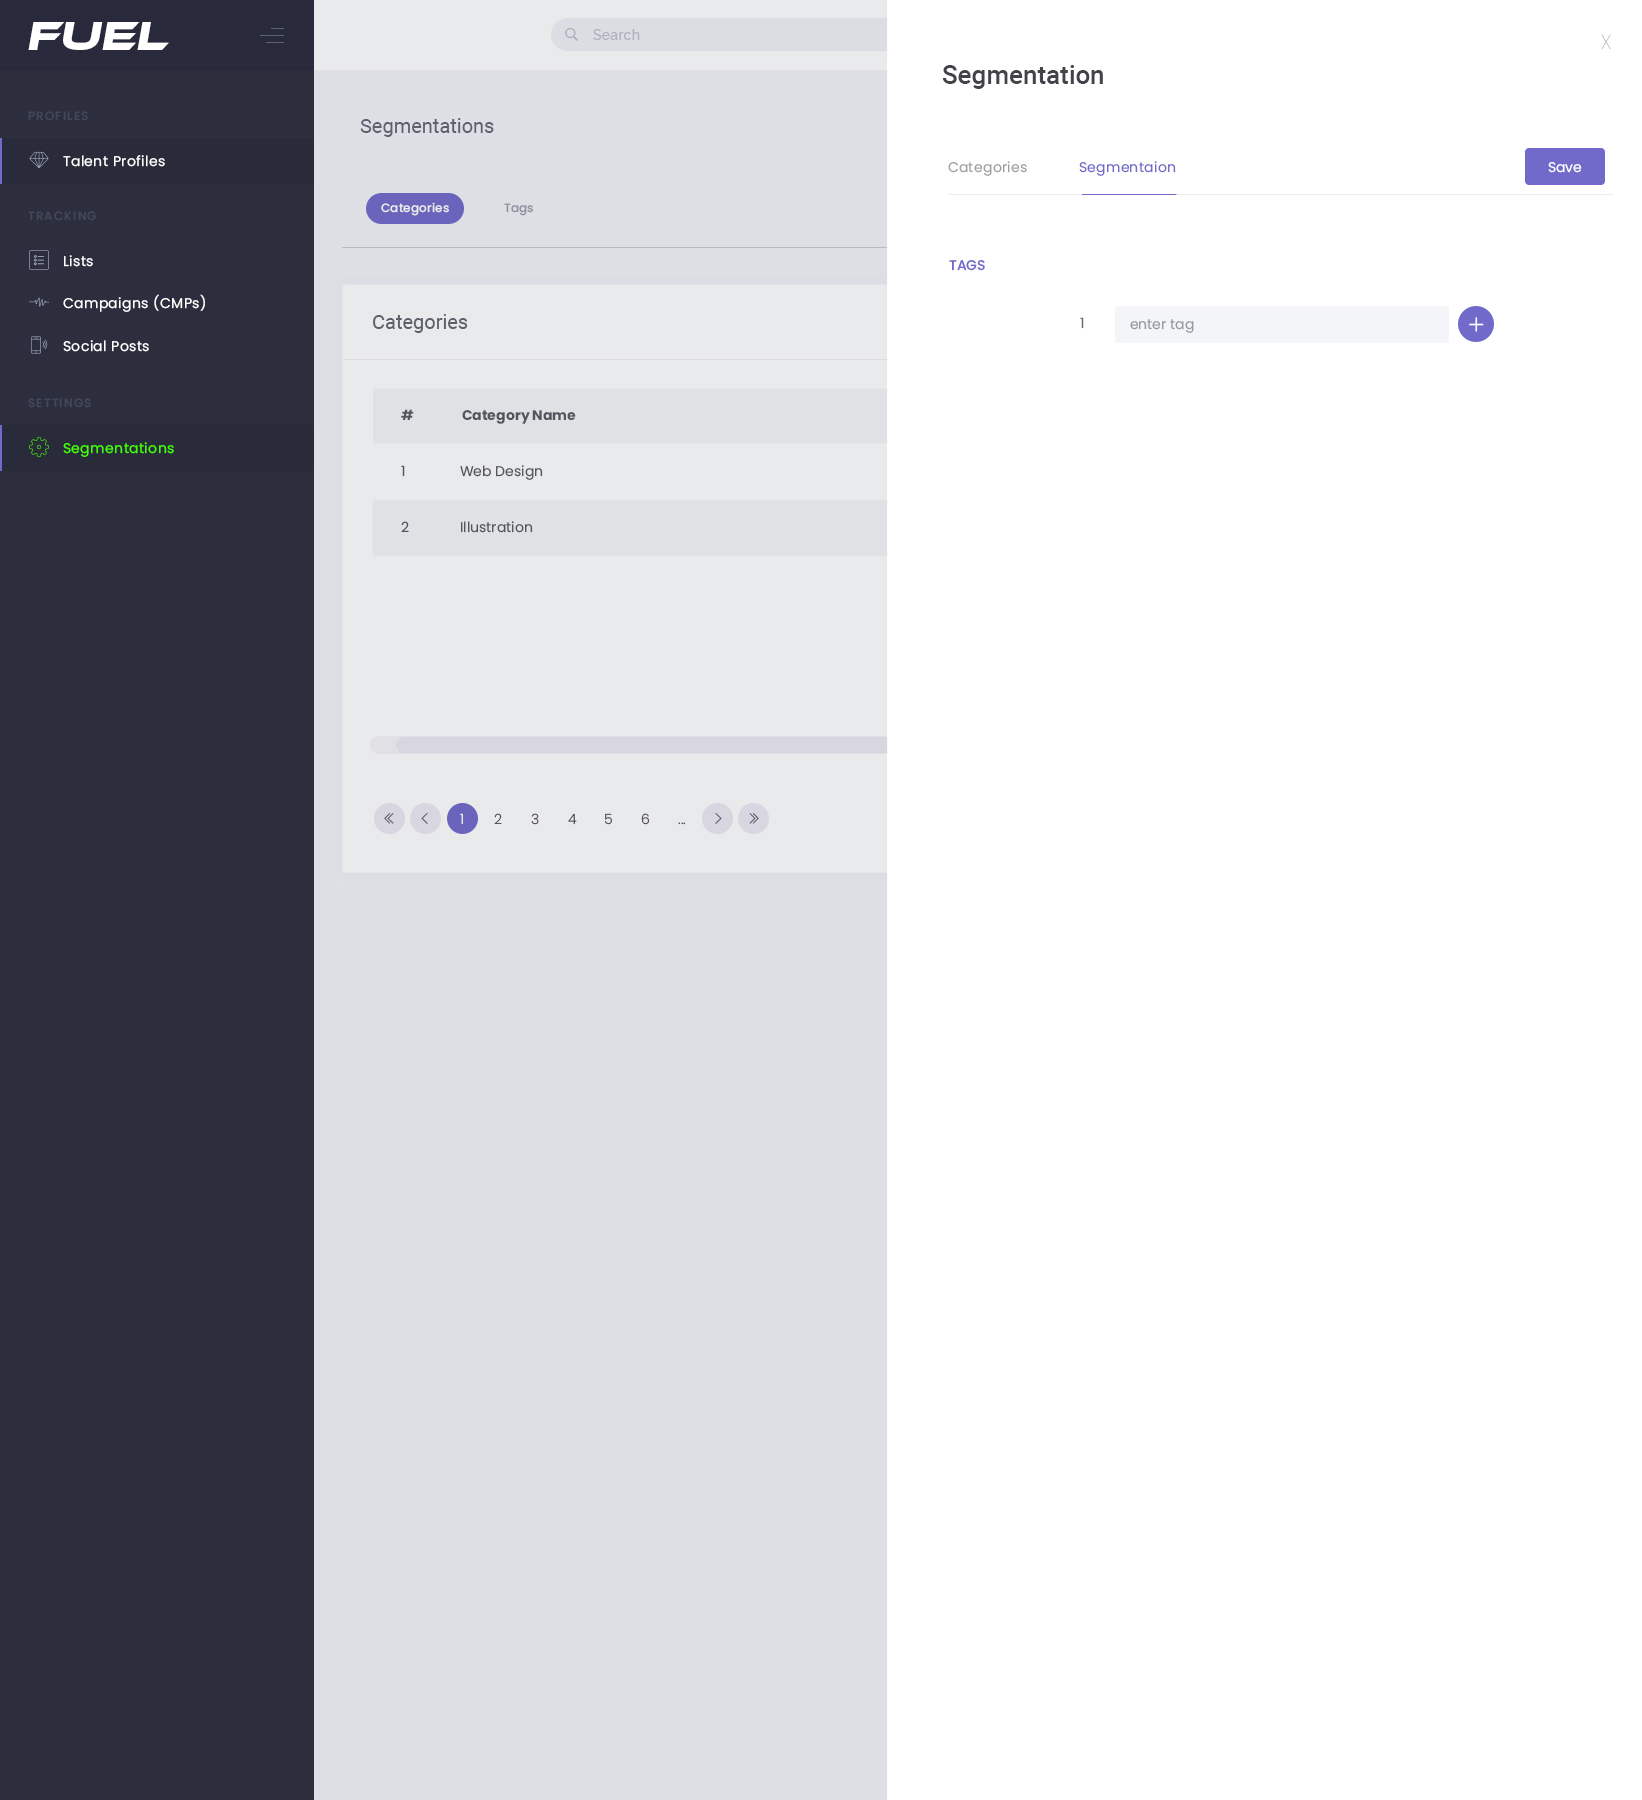 FUEL
PROFILES
Talent Profiles
TRACKING
Lists
Campaigns (CMPs)
Social Posts
SETTINGS
Segmentations
Search
Segmentations
Categories Tags
Categories
# Category Name
1 Web Design
2 Illustration
1 2 3 4 5 6 ...
X
Segmentation
Categories Segmentaion Save
TAGS
1 enter tag